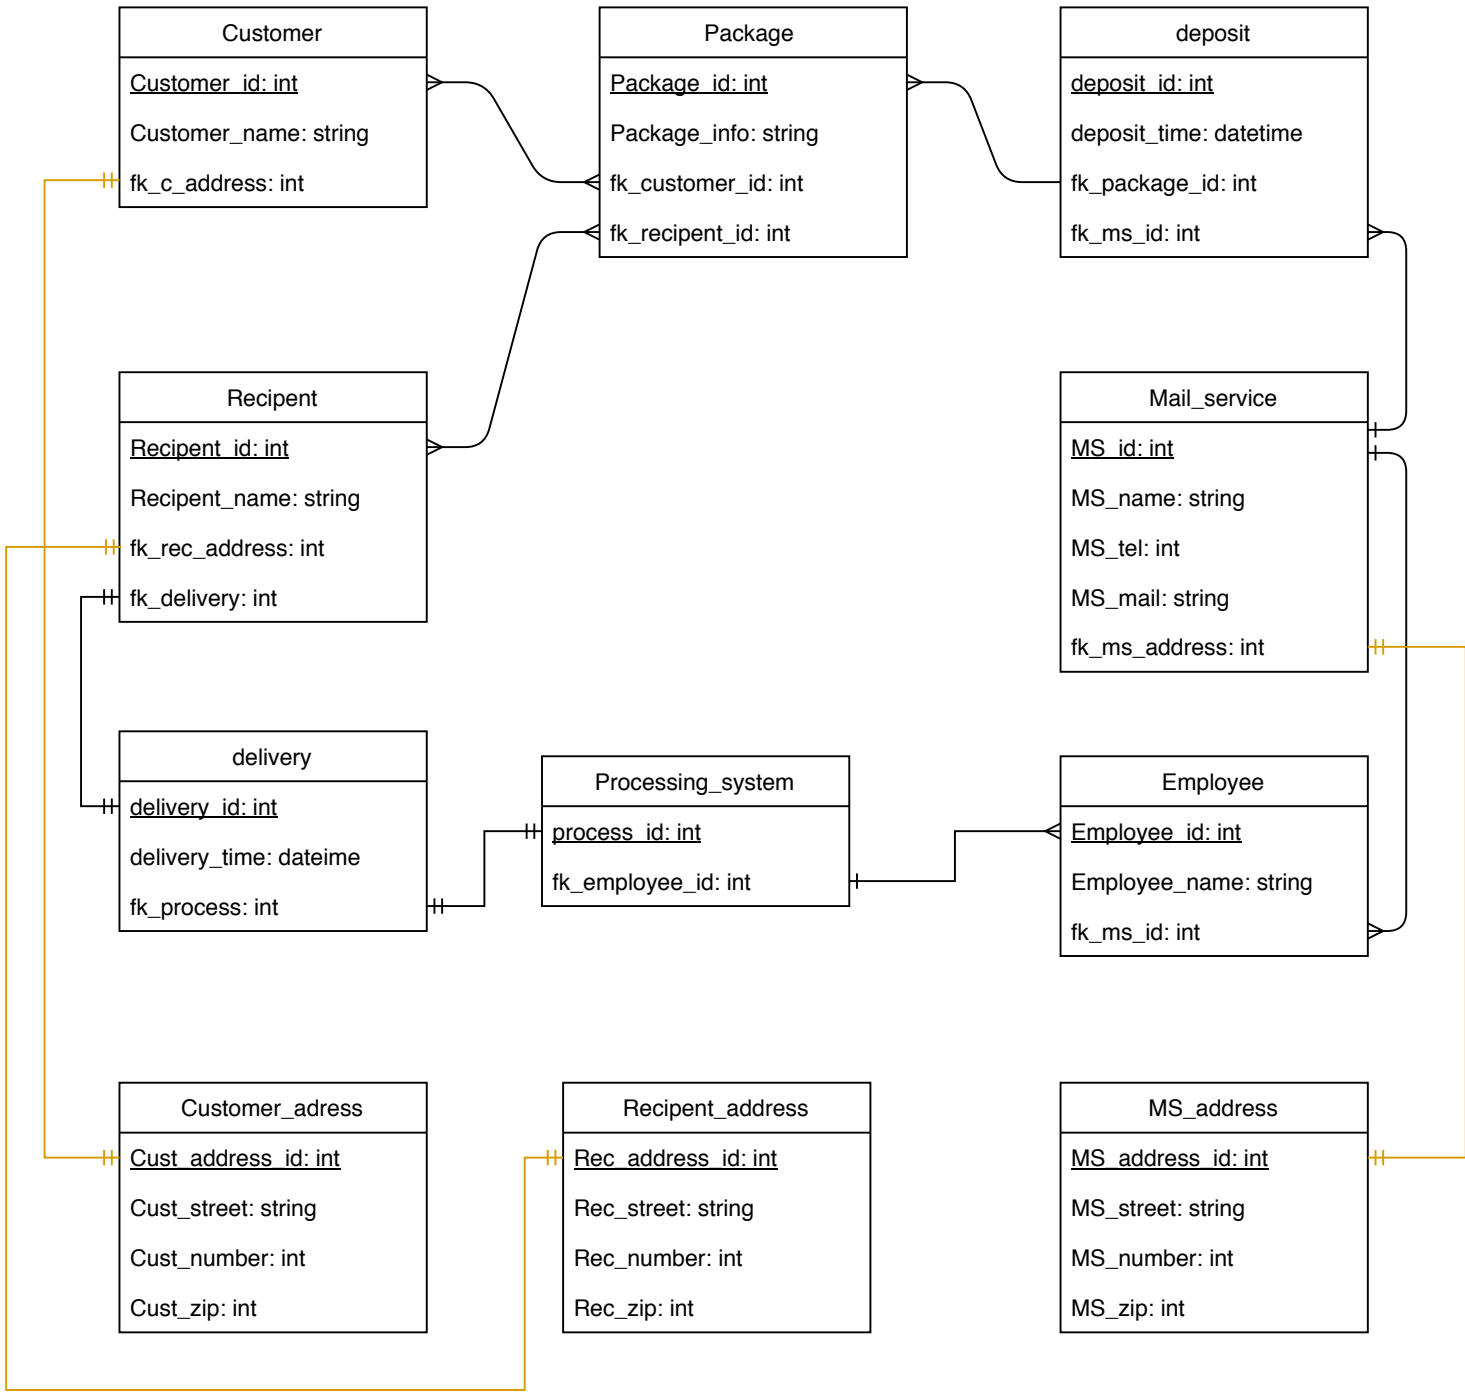 Customer
Customer_id: int
Customer_name: string
fk_c_address: int
Package
Package_id: int
Package_info: string
fk_customer_id: int
fk_recipent_id: int
deposit
deposit_id: int
deposit_time: datetime
fk_package_id: int
fk_ms_id: int
Recipent
Recipent_id: int
Recipent_name: string
fk_rec_address: int
fk_delivery: int
Mail_service
MS_id: int
MS_name: string
MS_tel: int
MS_mail: string
fk_ms_address: int
delivery
delivery_id: int
delivery_time: dateime
fk_process: int
Processing_system
process_id: int
fk_employee_id: int
Employee
Employee_id: int
Employee_name: string
fk_ms_id: int
Customer_adress
Cust_address_id: int
Cust_street: string
Cust_number: int
Cust_zip: int
Recipent_address
Rec_address_id: int
Rec_street: string
Rec_number: int
Rec_zip: int
MS_address
MS_address_id: int
MS_street: string
MS_number: int
MS_zip: int